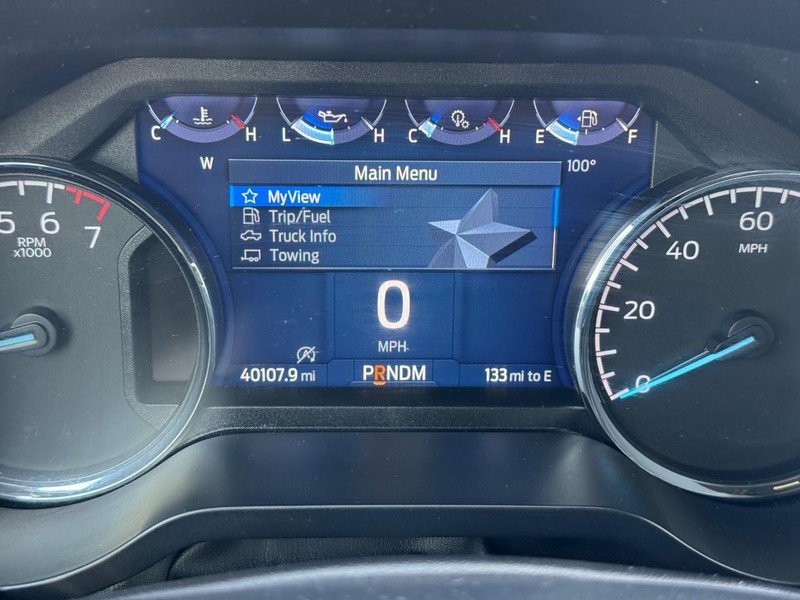 C H L H C H E F
W 100°
Main Menu
MyView
Trip/Fuel
Truck Info
Towing
5 6 7
RPM
x1000
0
MPH
40107.9 mi
PRNDM
133 mi to E
0 20 40 60
MPH